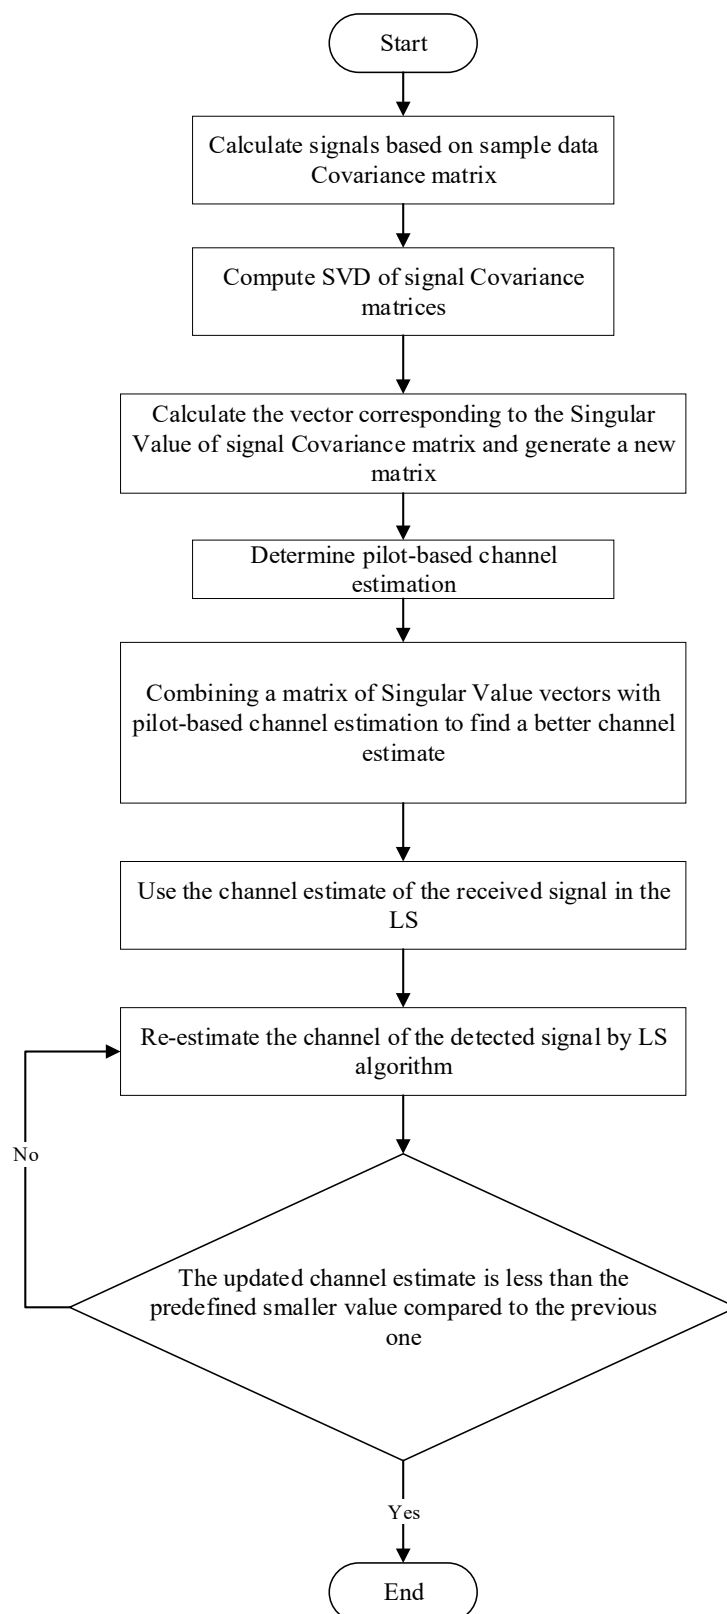 Start
Calculate signals based on sample data
Covariance matrix
Compute SVD of signal Covariance
matrices
Calculate the vector corresponding to the Singular
Value of signal Covariance matrix and generate a new
matrix
Determine pilot-based channel
estimation
Combining a matrix of Singular Value vectors with
pilot-based channel estimation to find a better channel
estimate
Use the channel estimate of the received signal in the
LS
Re-estimate the channel of the detected signal by LS
algorithm
No
The updated channel estimate is less than the
predefined smaller value compared to the previous
one
Yes
End